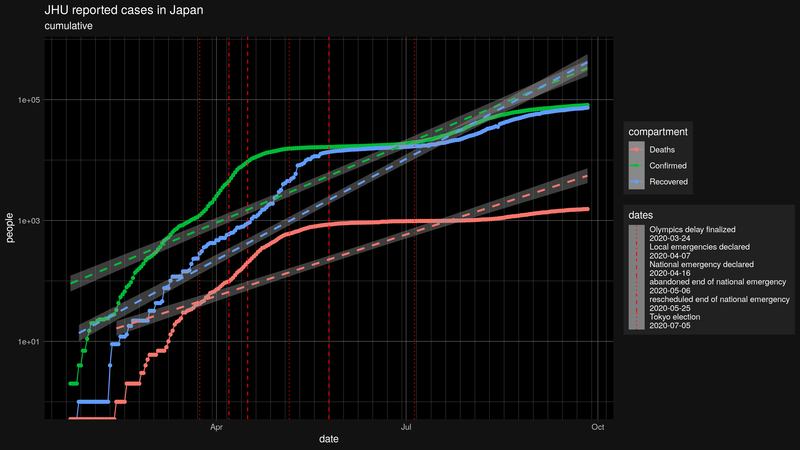 JHU reported cases in Japan
cumulative
people
1e+05
1e+03
1e+01
Apr
Jul
Oct
date
compartment
Deaths
Confirmed
Recovered
dates
Olympics delay finalized
2020-03-24
Local emergencies declared
2020-04-07
National emergency declared
2020-04-16
abandoned end of national emergency
2020-05-06
rescheduled end of national emergency
2020-05-25
Tokyo election
2020-07-05